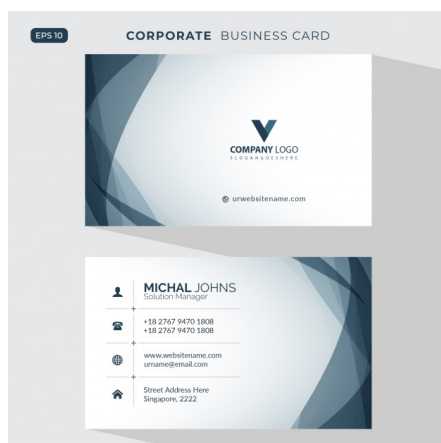 EPS 10
CORPORATE BUSINESS CARD
COMPANY LOGO
SLOGANGOESHERE
urwebsitename.com
MICHAL JOHNS
Solution Manager
+18 2767 9470 1808
+18 2767 9470 1808
www.websitename.com
urname@email.com
Street Address Here
Singapore, 2222